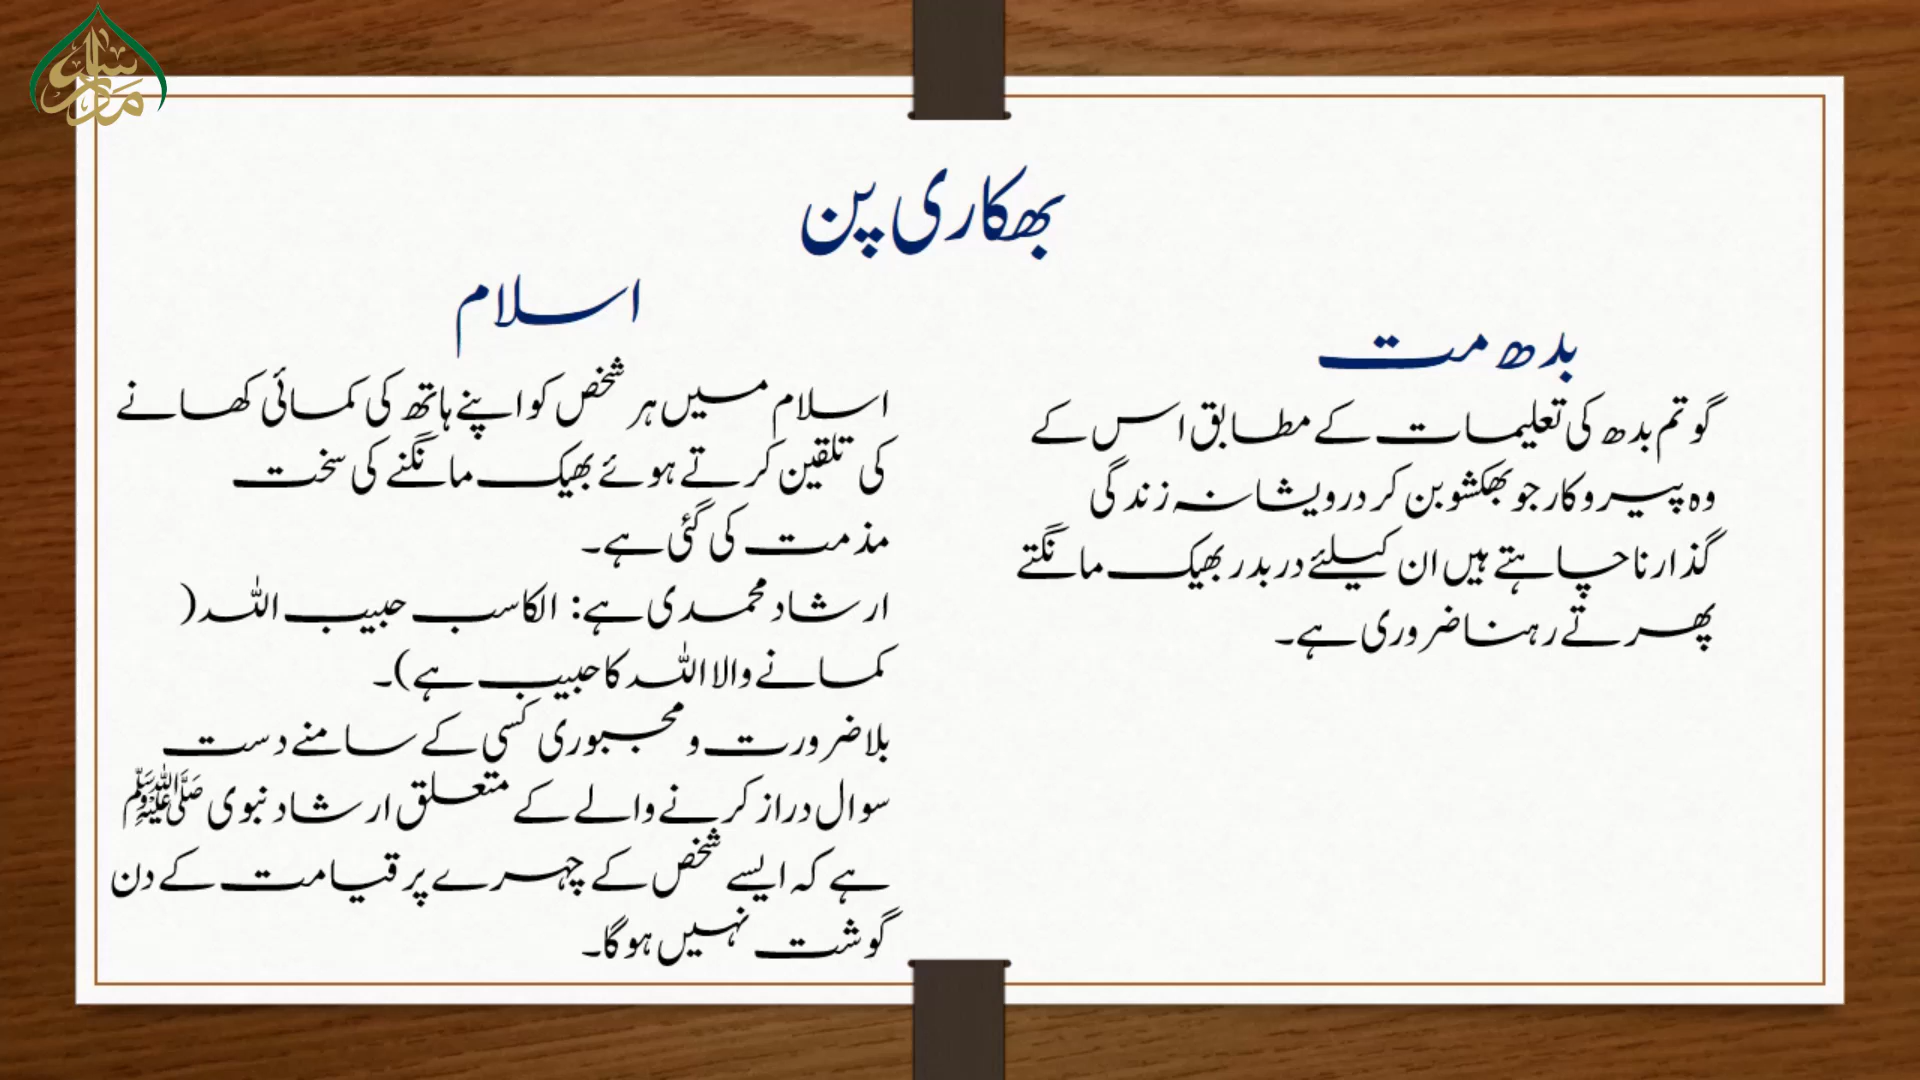 مدرس
بھکاری پن
بدھ مت
گوتم بدھ کی تعلیمات کے مطابق اس کے
وہ پیروکار جو بھکشو بن کر درویشانہ زندگی
گذارنا چاہتے ہیں ان کیلئے در بدر بھیک مانگتے
پھرتے رہنا ضروری ہے۔
اسلام
اسلام میں ہر شخص کو اپنے ہاتھ کی کمائی کھانے
کی تلقین کرتے ہوئے بھیک مانگنے کی سخت
مذمت کی گئی ہے۔
ارشاد محمدی ہے: الکاسب حبیب اللہ (
کمانے والا اللہ کا حبیب ہے)۔
بلا ضرورت و مجبوری کسی کے سامنے دست
سوال دراز کرنے والے کے متعلق ارشاد نبوی ﷺ
ہے کہ ایسے شخص کے چہرے پر قیامت کے دن
گوشت نہیں ہوگا۔